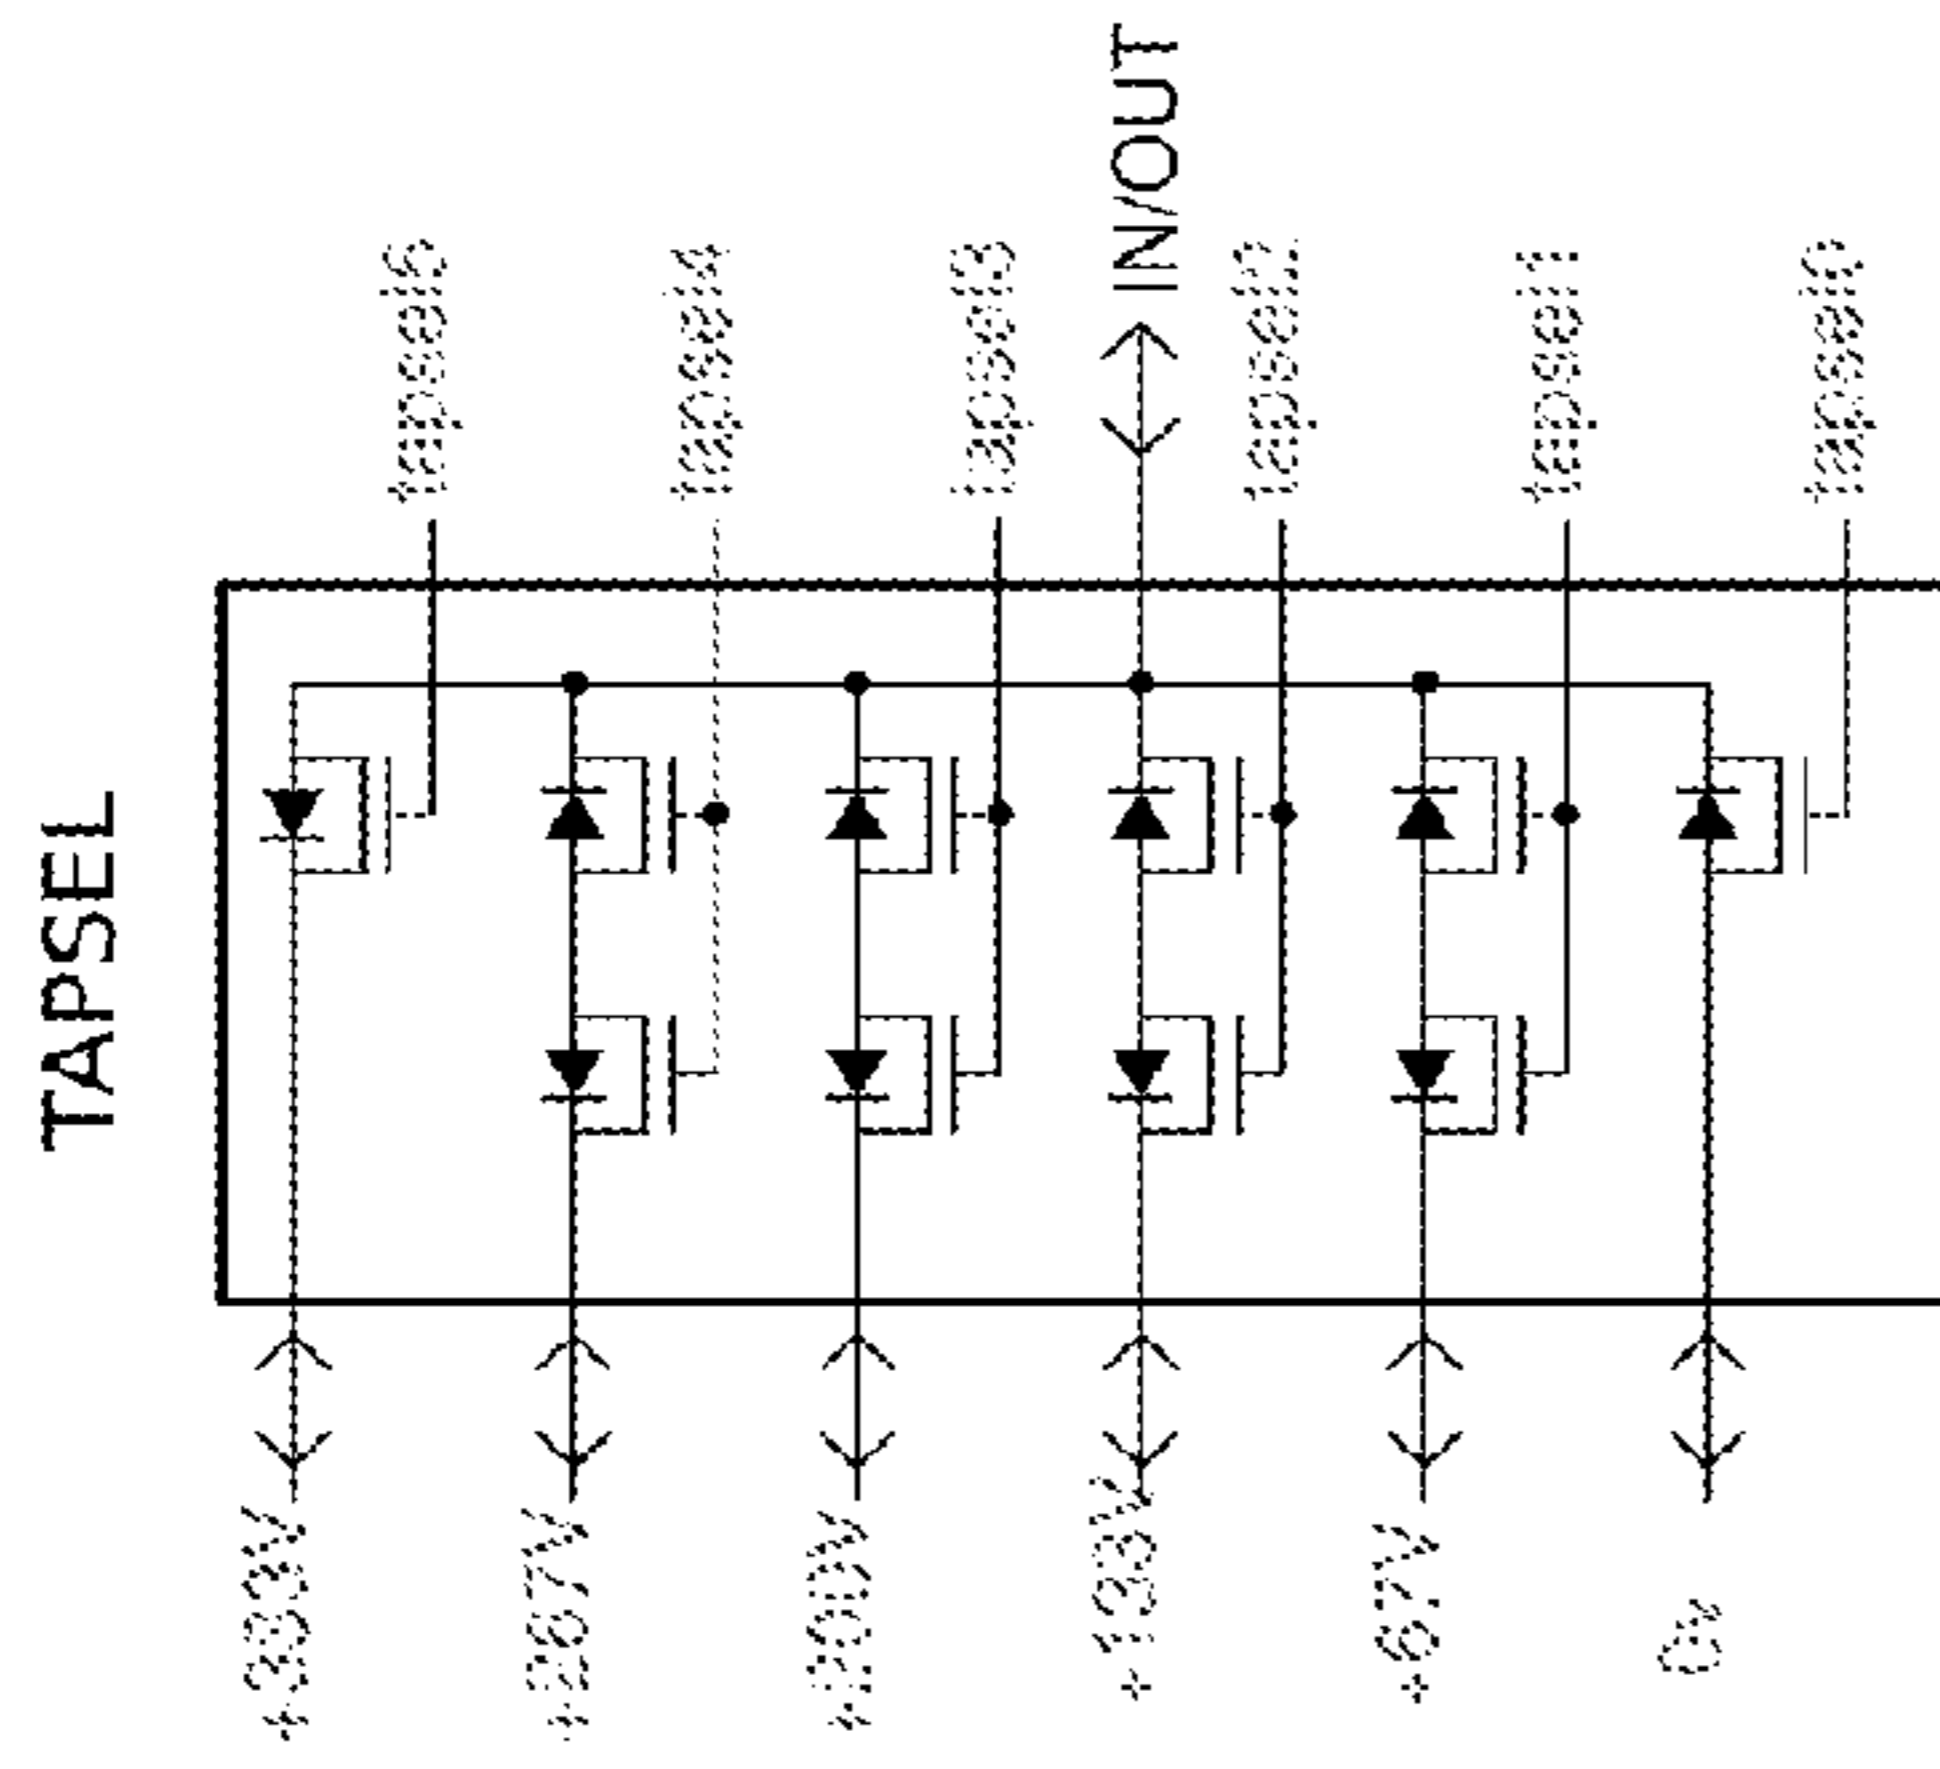 TAPSEL
tapsel5
tapsel4
tapsel3
IN/OUT
tapsel2
tapsel1
tapsel0
+333V
+267V
+200V
+133V
+67V
0v